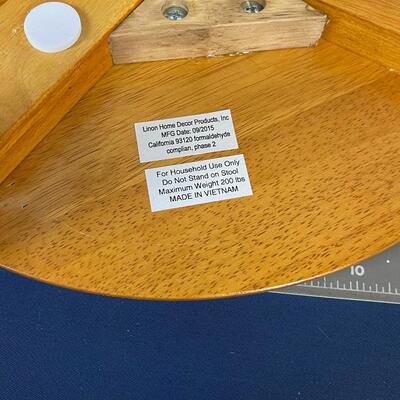 Linon Home Decor Products, Inc
MFG Date: 09/2015
California 93120 formaldehyde
complian, phase 2
For Household Use Only
Do Not Stand on Stool
Maximum Weight 200 lbs
MADE IN VIETNAM
10